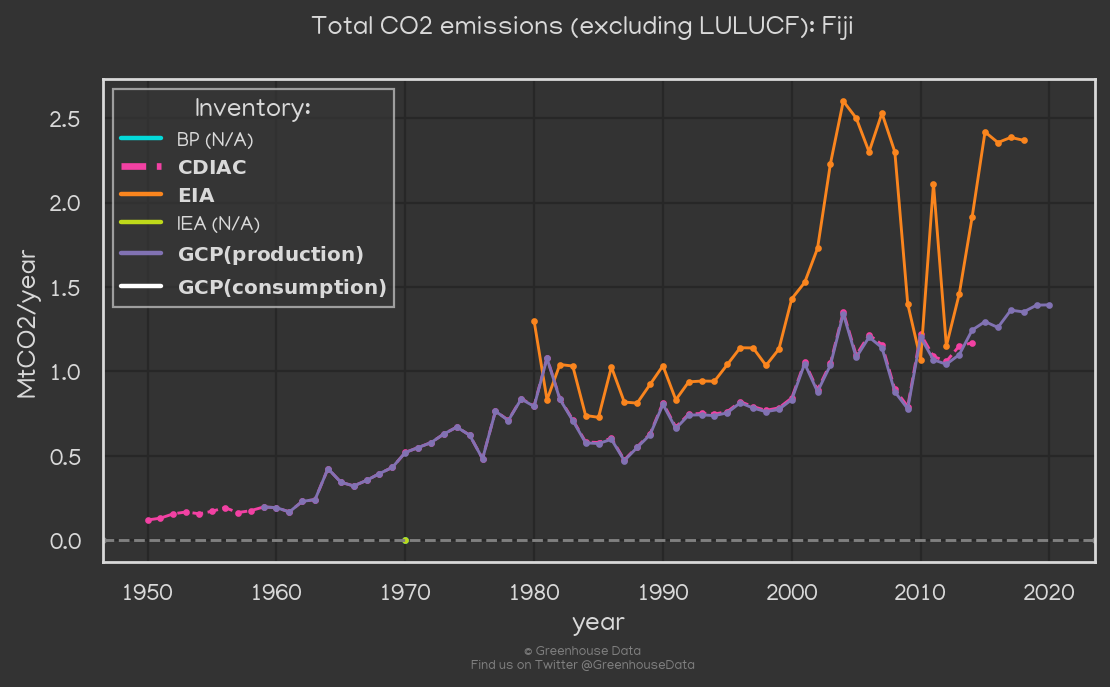 Total CO2 emissions (excluding LULUCF): Fiji
Inventory:
BP (N/A)
CDIAC
EIA
IEA (N/A)
GCP(production)
GCP(consumption)
MtCO2/year
2.5
2.0
1.5
1.0
0.5
0.0
1950 1960 1970 1980 1990 2000 2010 2020
year
© Greenhouse Data
Find us on Twitter @GreenhouseData